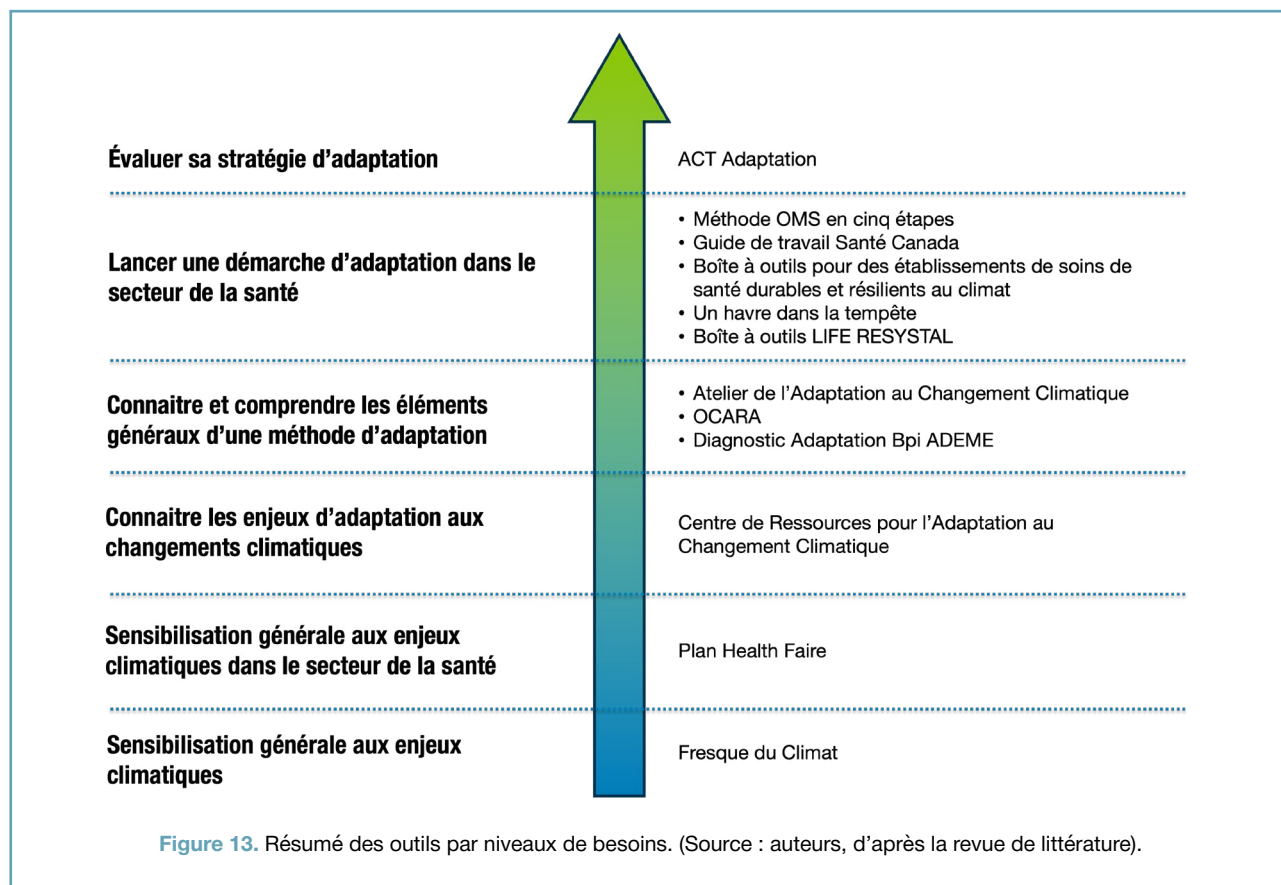 Évaluer sa stratégie d’adaptation
ACT Adaptation
Lancer une démarche d’adaptation dans le
secteur de la santé
• Méthode OMS en cinq étapes
• Guide de travail Santé Canada
• Boîte à outils pour des établissements de soins de
santé durables et résilients au climat
• Un havre dans la tempête
• Boîte à outils LIFE RESYSTAL
Connaitre et comprendre les éléments
généraux d’une méthode d’adaptation
• Atelier de l’Adaptation au Changement Climatique
• OCARA
• Diagnostic Adaptation Bpi ADEME
Connaitre les enjeux d’adaptation aux
changements climatiques
Centre de Ressources pour l’Adaptation au
Changement Climatique
Sensibilisation générale aux enjeux
climatiques dans le secteur de la santé
Plan Health Faire
Sensibilisation générale aux enjeux
climatiques
Fresque du Climat
Figure 13. Résumé des outils par niveaux de besoins. (Source : auteurs, d’après la revue de littérature).